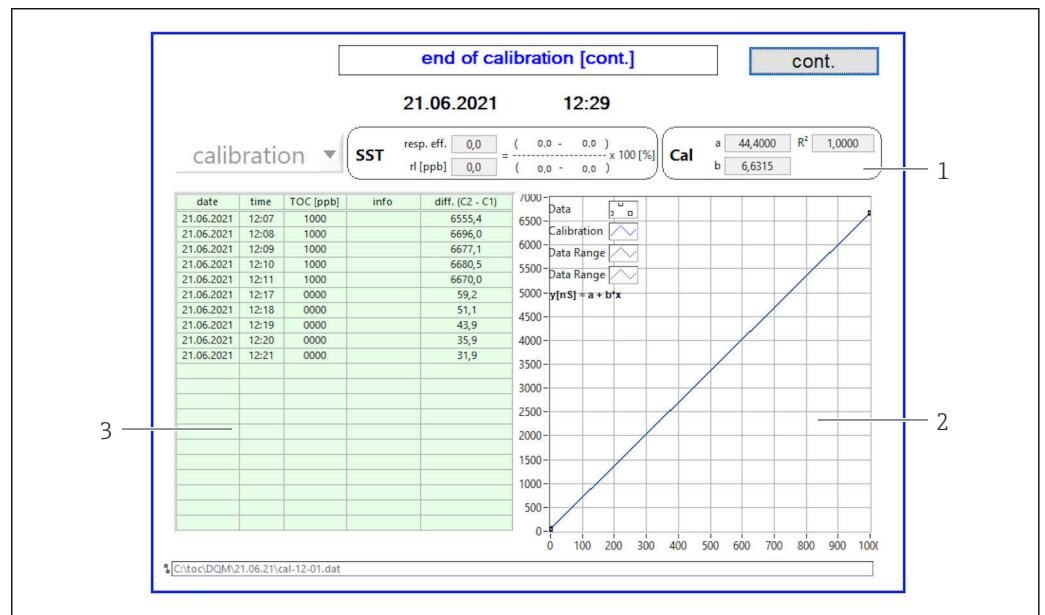 end of calibration [cont.]
cont.
21.06.2021 12:29
calibration
SST
resp. eff. 0,0 = ( 0,0 - 0,0 ) x 100 [%]
rl [ppb] 0,0 ( 0,0 - 0,0 )
Cal
a 44,4000 R² 1,0000
b 6,6315
1
date time TOC [ppb] info diff. (C2 - C1)
21.06.2021 12:07 1000 6555,4
21.06.2021 12:08 1000 6696,0
21.06.2021 12:09 1000 6677,1
21.06.2021 12:10 1000 6680,5
21.06.2021 12:11 1000 6670,0
21.06.2021 12:17 0000 59,2
21.06.2021 12:18 0000 51,1
21.06.2021 12:19 0000 43,9
21.06.2021 12:20 0000 35,9
21.06.2021 12:21 0000 31,9
3
7000
6500
6000
5500
5000
4500
4000
3500
3000
2500
2000
1500
1000
500
0
Data
Calibration
Data Range
Data Range
y[nS] = a + b*x
2
0 100 200 300 400 500 600 700 800 900 1000
C:\toc\DQM\21.06.21\cal-12-01.dat